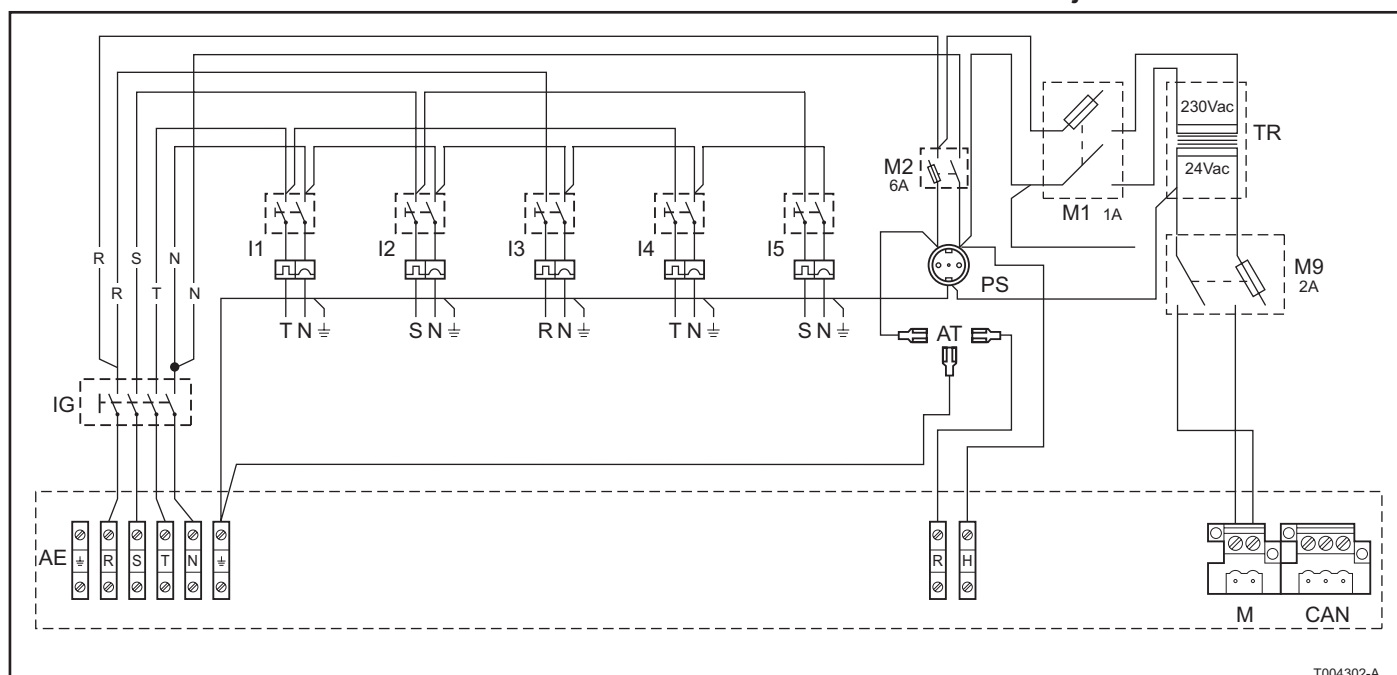 230Vac
TR
24Vac
M2
6A
M1 1A
I1 I2 I3 I4 I5
R S N
R T N
M9
2A
PS
T N S N R N T N S N
AT
IG
AE R S T N R H
M CAN
T004302-A